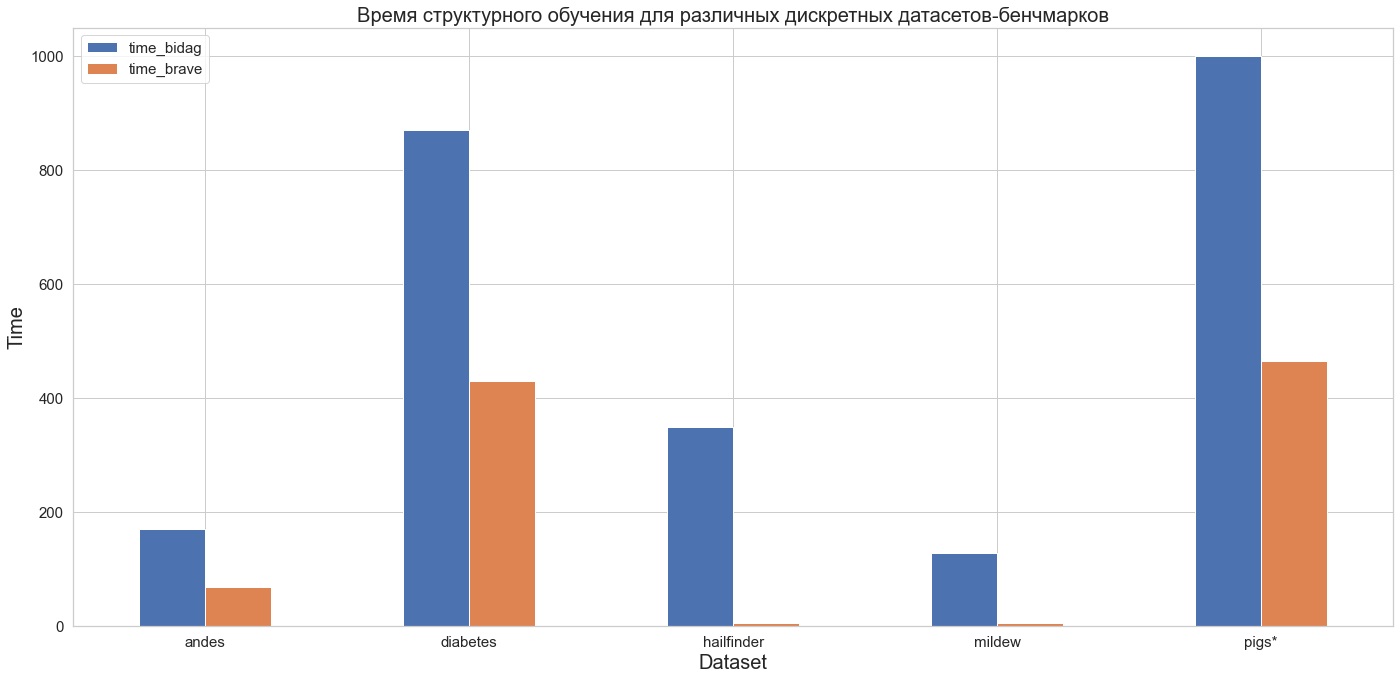 Время структурного обучения для различных дискретных датасетов-бенчмарков
time_bidag
time_brave
1000
800
600
400
200
0
Time
andes diabetes hailfinder mildew pigs*
Dataset